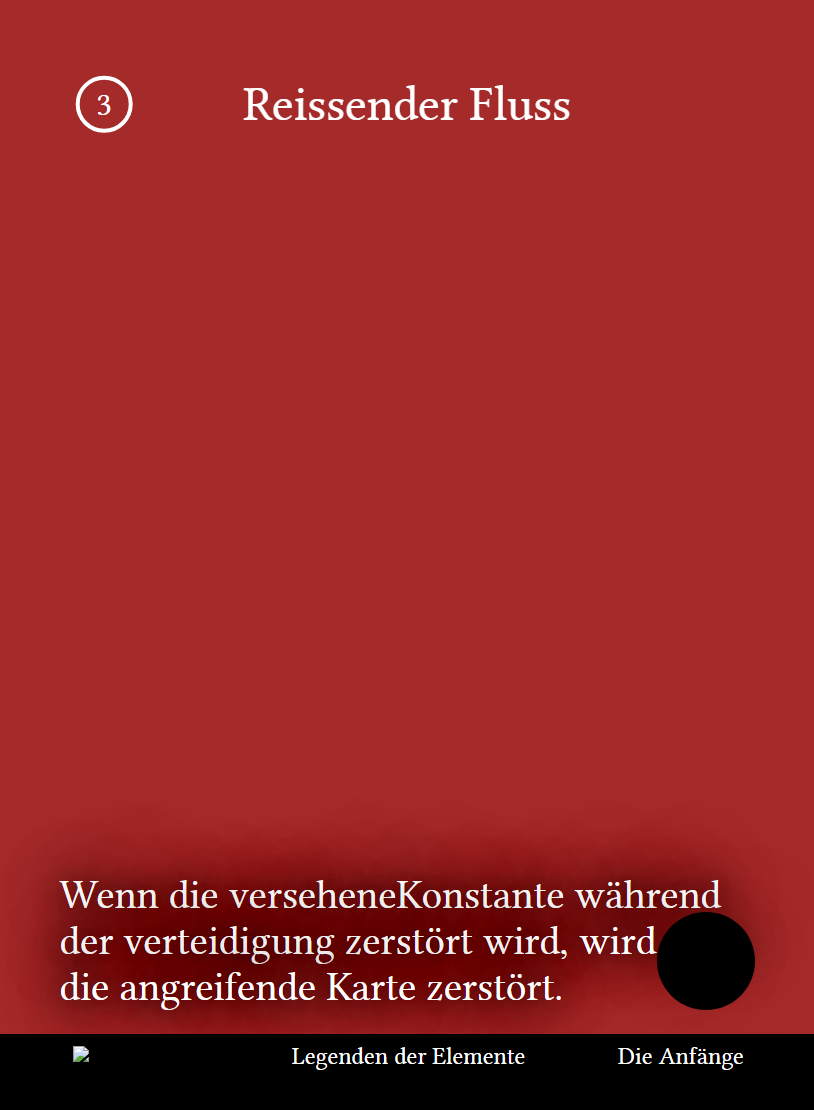 3
Reissender Fluss
Wenn die verseheneKonstante während
der verteidigung zerstört wird, wird
die angreifende Karte zerstört.
Legenden der Elemente
Die Anfänge